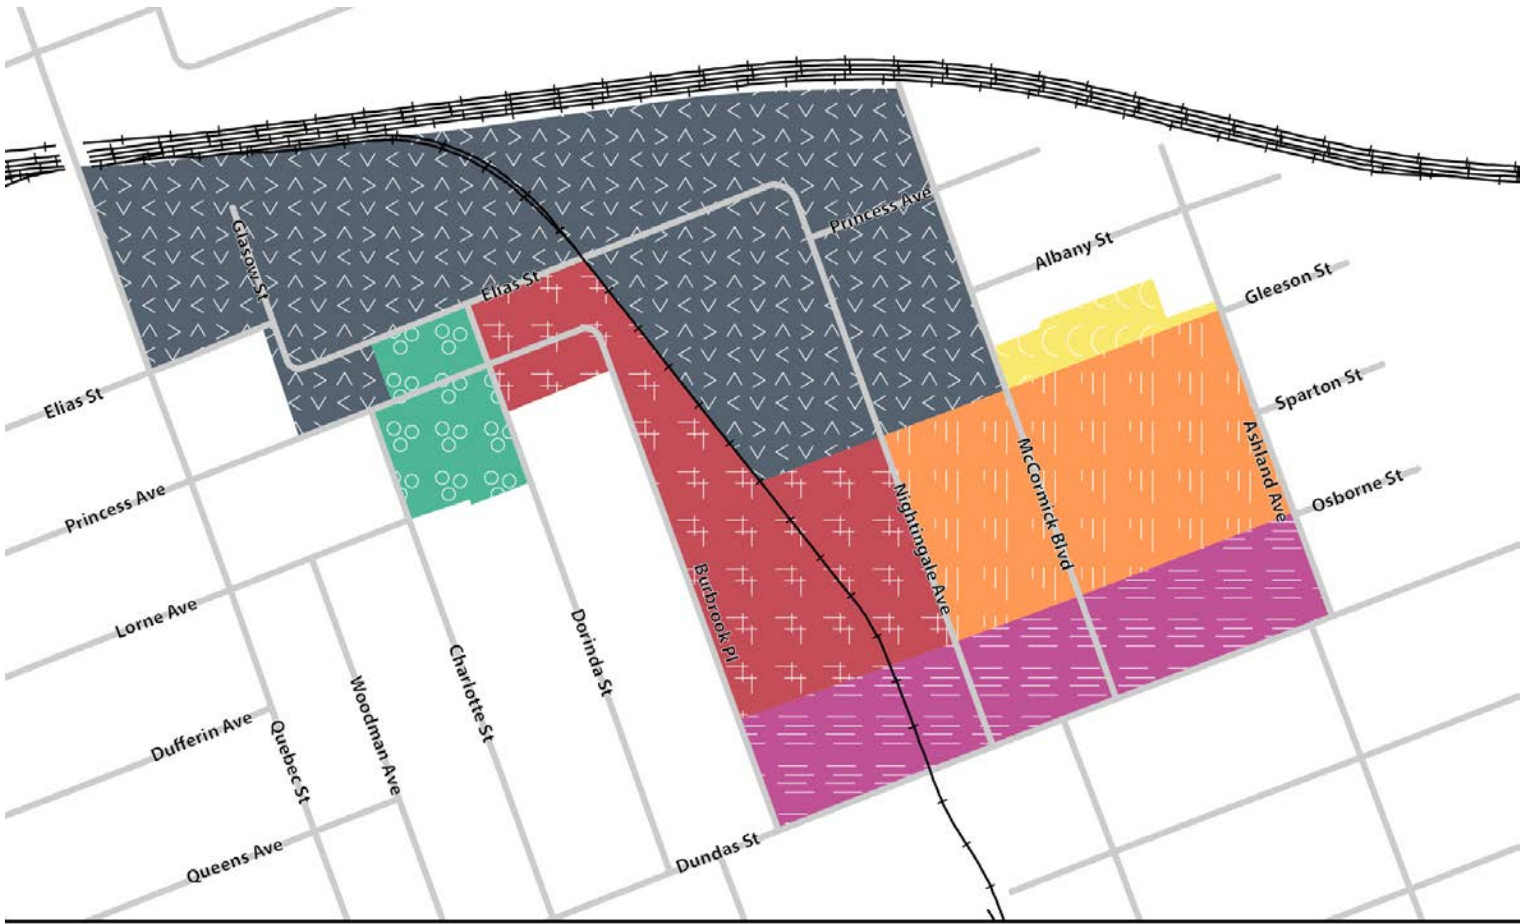 Princess Ave
Glasow St
Albany St
Elias St
Gleeson St
Elias St
Sparton St
McCormick Blvd
Ashland Ave
Osborne St
Princess Ave
Nightingale Ave
Burbrook Pl
Lorne Ave
Dorinda St
Charlotte St
Woodman Ave
Dufferin Ave
Quebec St
Dundas St
Queens Ave